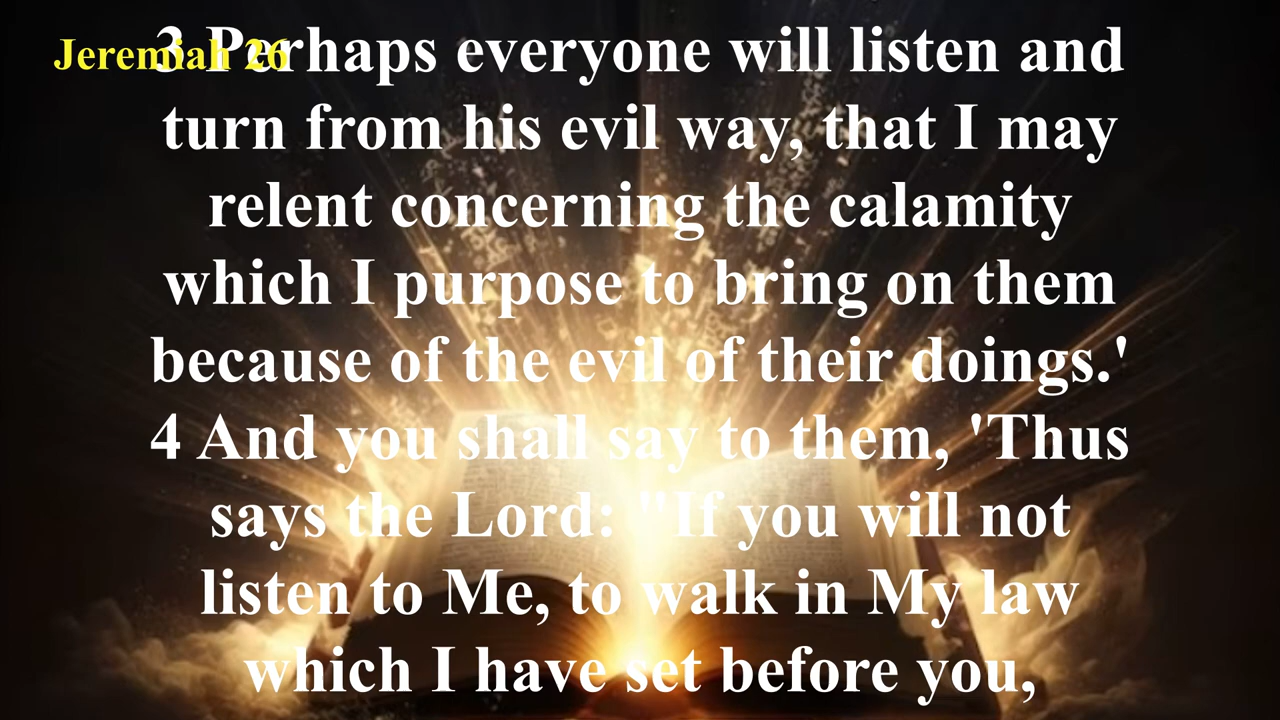 Jeremiah 26
3 Perhaps everyone will listen and
turn from his evil way, that I may
relent concerning the calamity
which I purpose to bring on them
because of the evil of their doings.'
4 And you shall say to them, 'Thus
says the Lord: "If you will not
listen to Me, to walk in My law
which I have set before you,